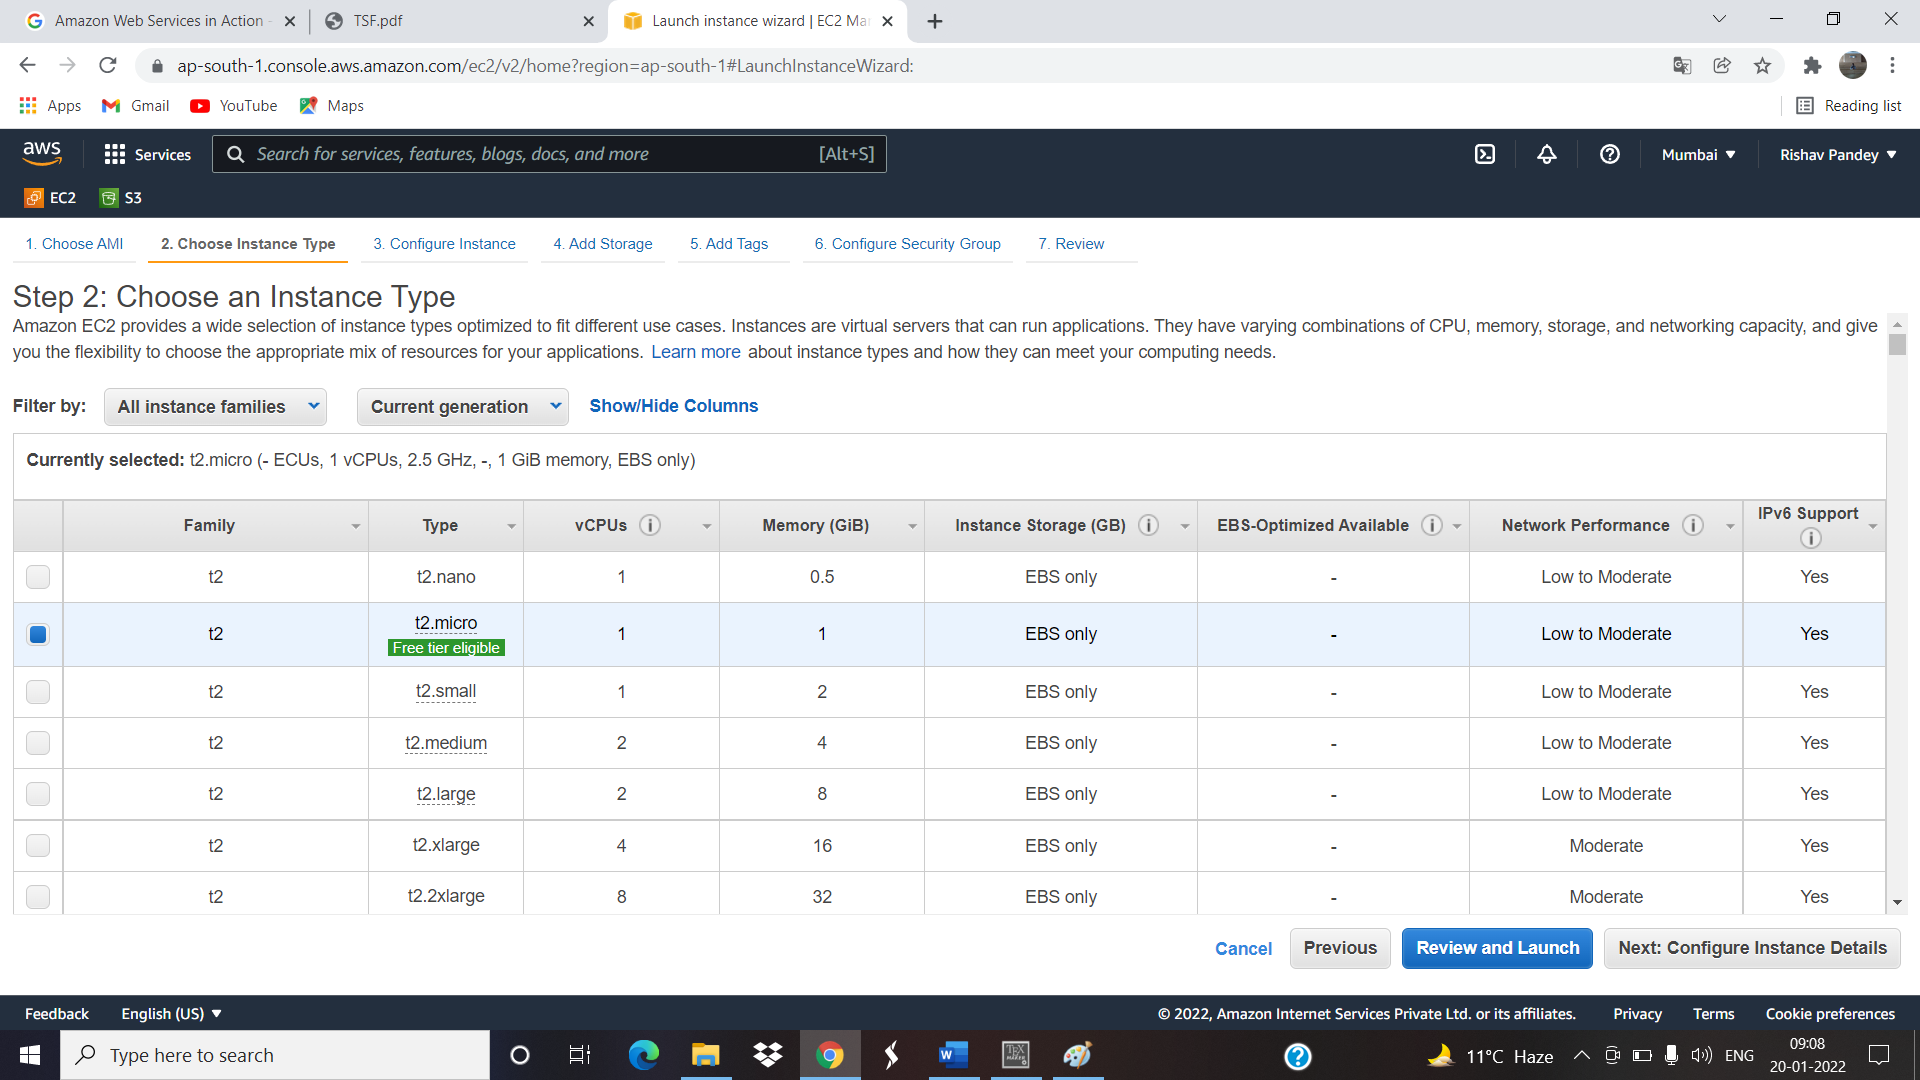 Amazon Web Services in Action -
TSF.pdf
Launch instance wizard | EC2 Ma
ap-south-1.console.aws.amazon.com/ec2/v2/home?region=ap-south-1#LaunchInstanceWizard:
Apps Gmail YouTube Maps Reading list
aws Services Search for services, features, blogs, docs, and more [Alt+S] Mumbai Rishav Pandey
EC2 S3
1. Choose AMI 2. Choose Instance Type 3. Configure Instance 4. Add Storage 5. Add Tags 6. Configure Security Group 7. Review
Step 2: Choose an Instance Type
Amazon EC2 provides a wide selection of instance types optimized to fit different use cases. Instances are virtual servers that can run applications. They have varying combinations of CPU, memory, storage, and networking capacity, and give
you the flexibility to choose the appropriate mix of resources for your applications. Learn more about instance types and how they can meet your computing needs.
Filter by: All instance families Current generation Show/Hide Columns
Currently selected: t2.micro (- ECUs, 1 vCPUs, 2.5 GHz, -, 1 GiB memory, EBS only)
Family Type vCPUs Memory (GiB) Instance Storage (GB) EBS-Optimized Available Network Performance IPv6 Support
t2 t2.nano 1 0.5 EBS only - Low to Moderate Yes
t2 t2.micro 1 1 EBS only - Low to Moderate Yes
Free tier eligible
t2 t2.small 1 2 EBS only - Low to Moderate Yes
t2 t2.medium 2 4 EBS only - Low to Moderate Yes
t2 t2.large 2 8 EBS only - Low to Moderate Yes
t2 t2.xlarge 4 16 EBS only - Moderate Yes
t2 t2.2xlarge 8 32 EBS only - Moderate Yes
Cancel Previous Review and Launch Next: Configure Instance Details
Feedback English (US) © 2022, Amazon Internet Services Private Ltd. or its affiliates. Privacy Terms Cookie preferences
Type here to search 11°C Haze ENG 09:08
20-01-2022